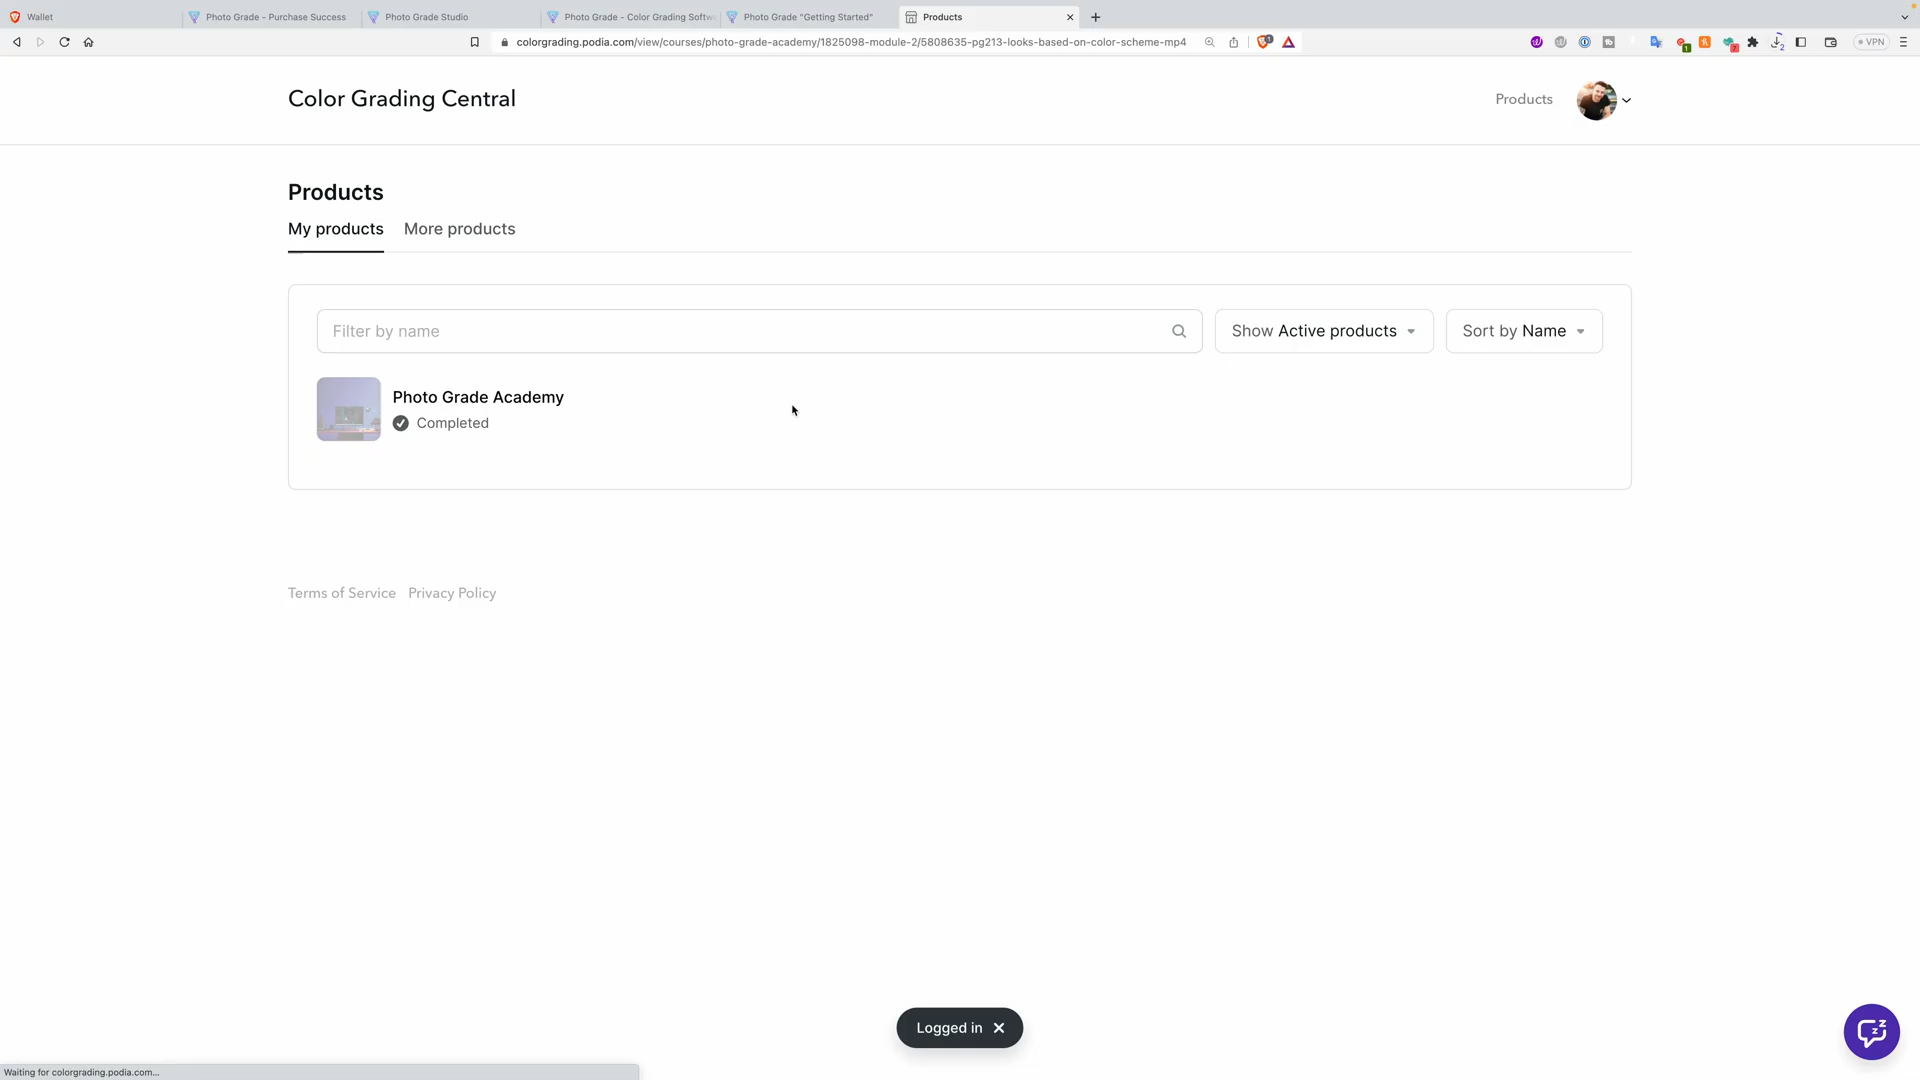 Wallet
Photo Grade - Purchase Success
Photo Grade Studio
Photo Grade - Color Grading Softw
Photo Grade "Getting Started"
Products
colorgrading.podia.com/view/courses/photo-grade-academy/1825098-module-2/5808635-pg213-looks-based-on-color-scheme-mp4
VPN
Color Grading Central
Products
Products
My products
More products
Filter by name
Show Active products
Sort by Name
Photo Grade Academy
Completed
Terms of Service
Privacy Policy
Logged in
Waiting for colorgrading.podia.com...